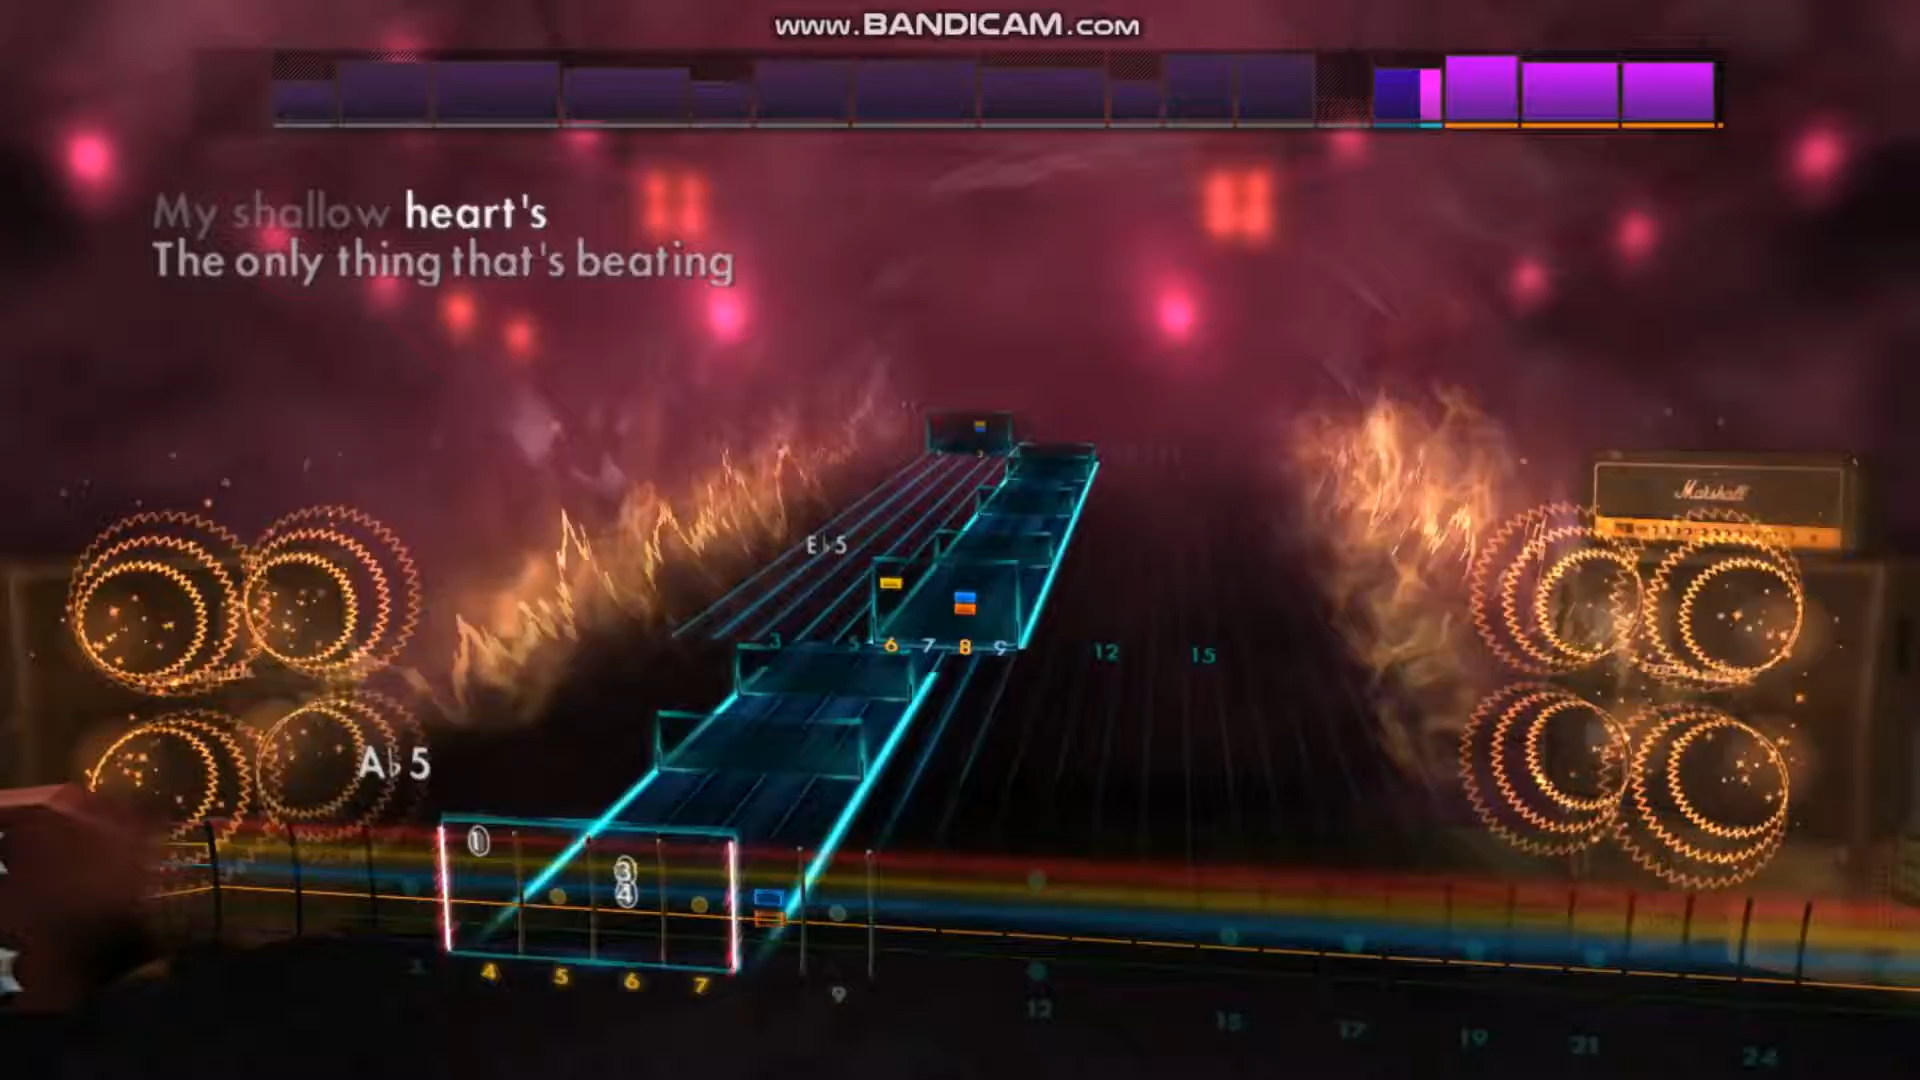 www.BANDICAM.com
My shallow heart's
The only thing that's beating
Marshall
E♭5
3 5 6 7 8 9 12 15
A♭5
1
3
4
4 5 6 7 9 12 15 17 19 21 24